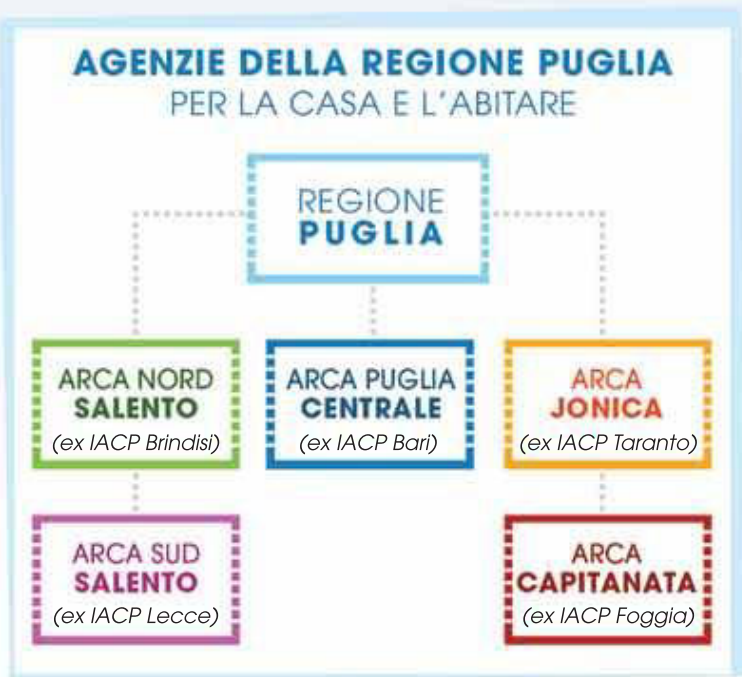 AGENZIE DELLA REGIONE PUGLIA
PER LA CASA E L'ABITARE
REGIONE
PUGLIA
ARCA NORD
SALENTO
(ex IACP Brindisi)
ARCA PUGLIA
CENTRALE
(ex IACP Bari)
ARCA
JONICA
(ex IACP Taranto)
ARCA SUD
SALENTO
(ex IACP Lecce)
ARCA
CAPITANATA
(ex IACP Foggia)